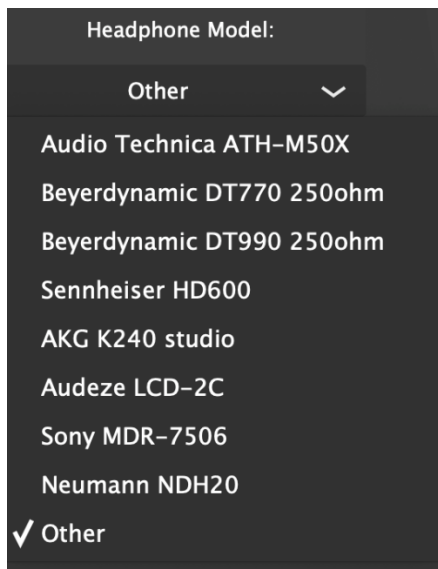 Headphone Model:
Other
Audio Technica ATH-M50X
Beyerdynamic DT770 250ohm
Beyerdynamic DT990 250ohm
Sennheiser HD600
AKG K240 studio
Audeze LCD-2C
Sony MDR-7506
Neumann NDH20
Other